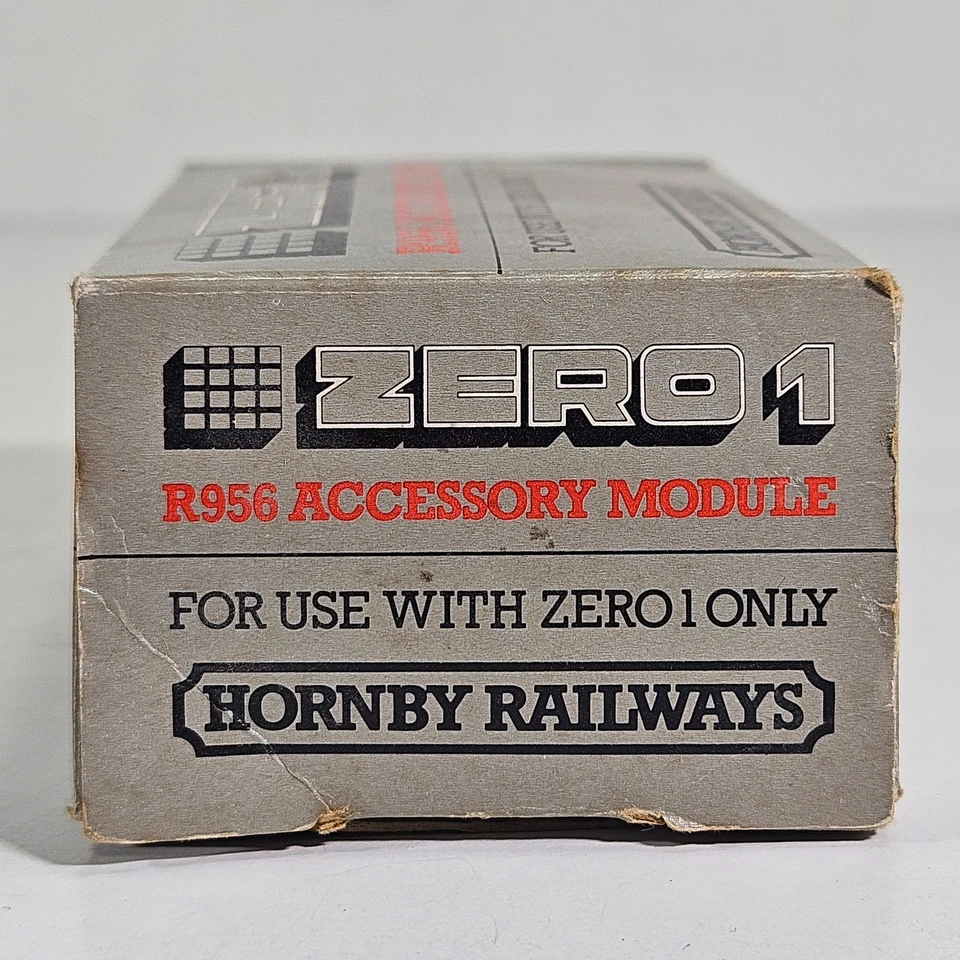 ZERO 1
R956 ACCESSORY MODULE
FOR USE WITH ZERO 1 ONLY
HORNBY RAILWAYS